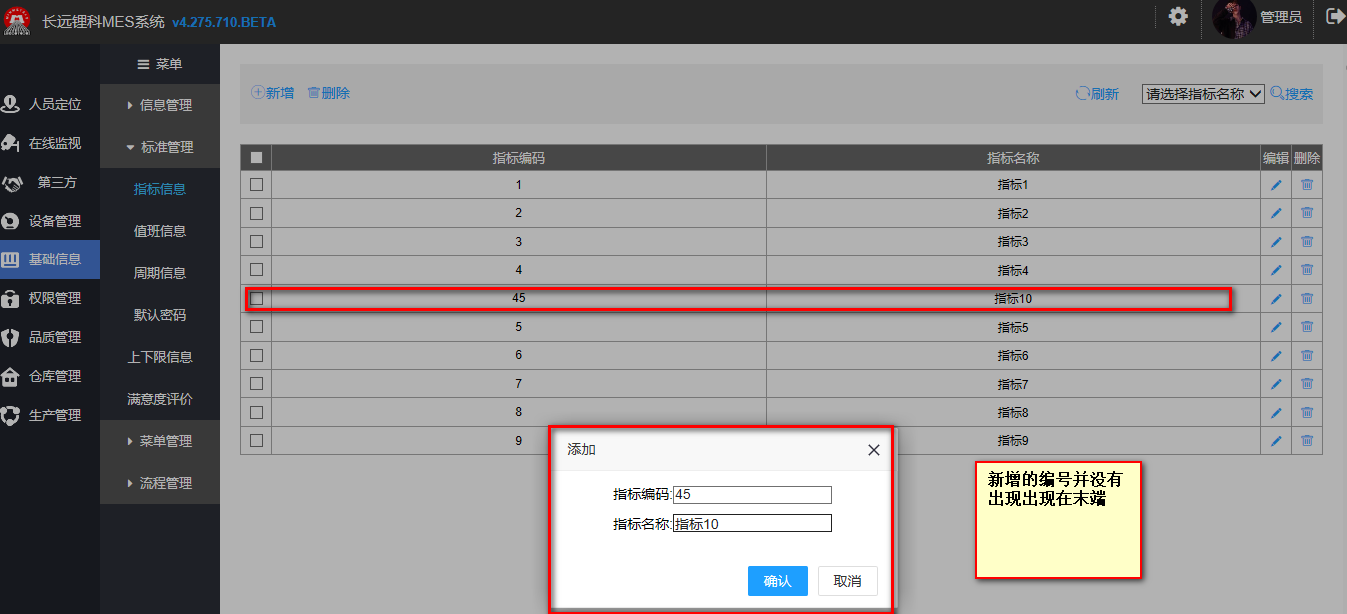 长远锂科MES系统 v4.275.710.BETA
管理员
人员定位
在线监视
第三方
设备管理
基础信息
权限管理
品质管理
仓库管理
生产管理
菜单
信息管理
标准管理
指标信息
值班信息
周期信息
默认密码
上下限信息
满意度评价
菜单管理
流程管理
新增 删除 刷新 请选择指标名称 搜索
指标编码 指标名称 编辑 删除
1 指标1
2 指标2
3 指标3
4 指标4
45 指标10
5 指标5
6 指标6
7 指标7
8 指标8
9 指标9
添加
指标编码:45
指标名称:指标10
确认 取消
新增的编号并没有
出现出现在末端